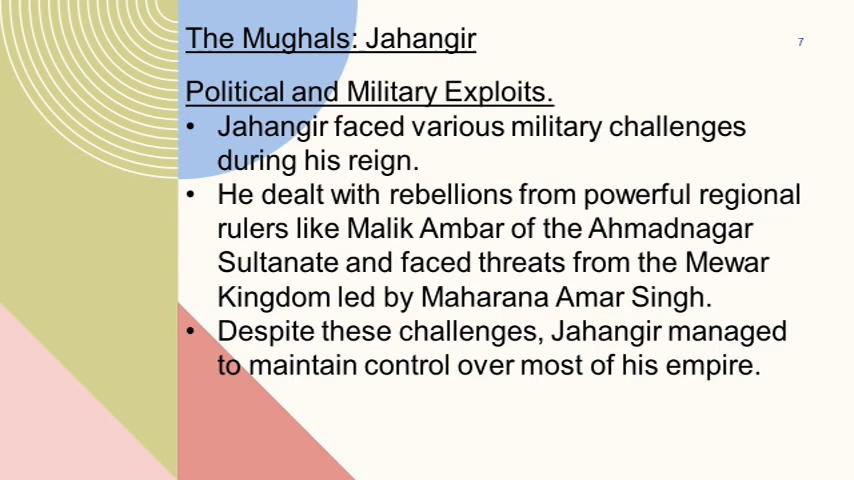 The Mughals: Jahangir
7
Political and Military Exploits.
• Jahangir faced various military challenges
during his reign.
• He dealt with rebellions from powerful regional
rulers like Malik Ambar of the Ahmadnagar
Sultanate and faced threats from the Mewar
Kingdom led by Maharana Amar Singh.
• Despite these challenges, Jahangir managed
to maintain control over most of his empire.